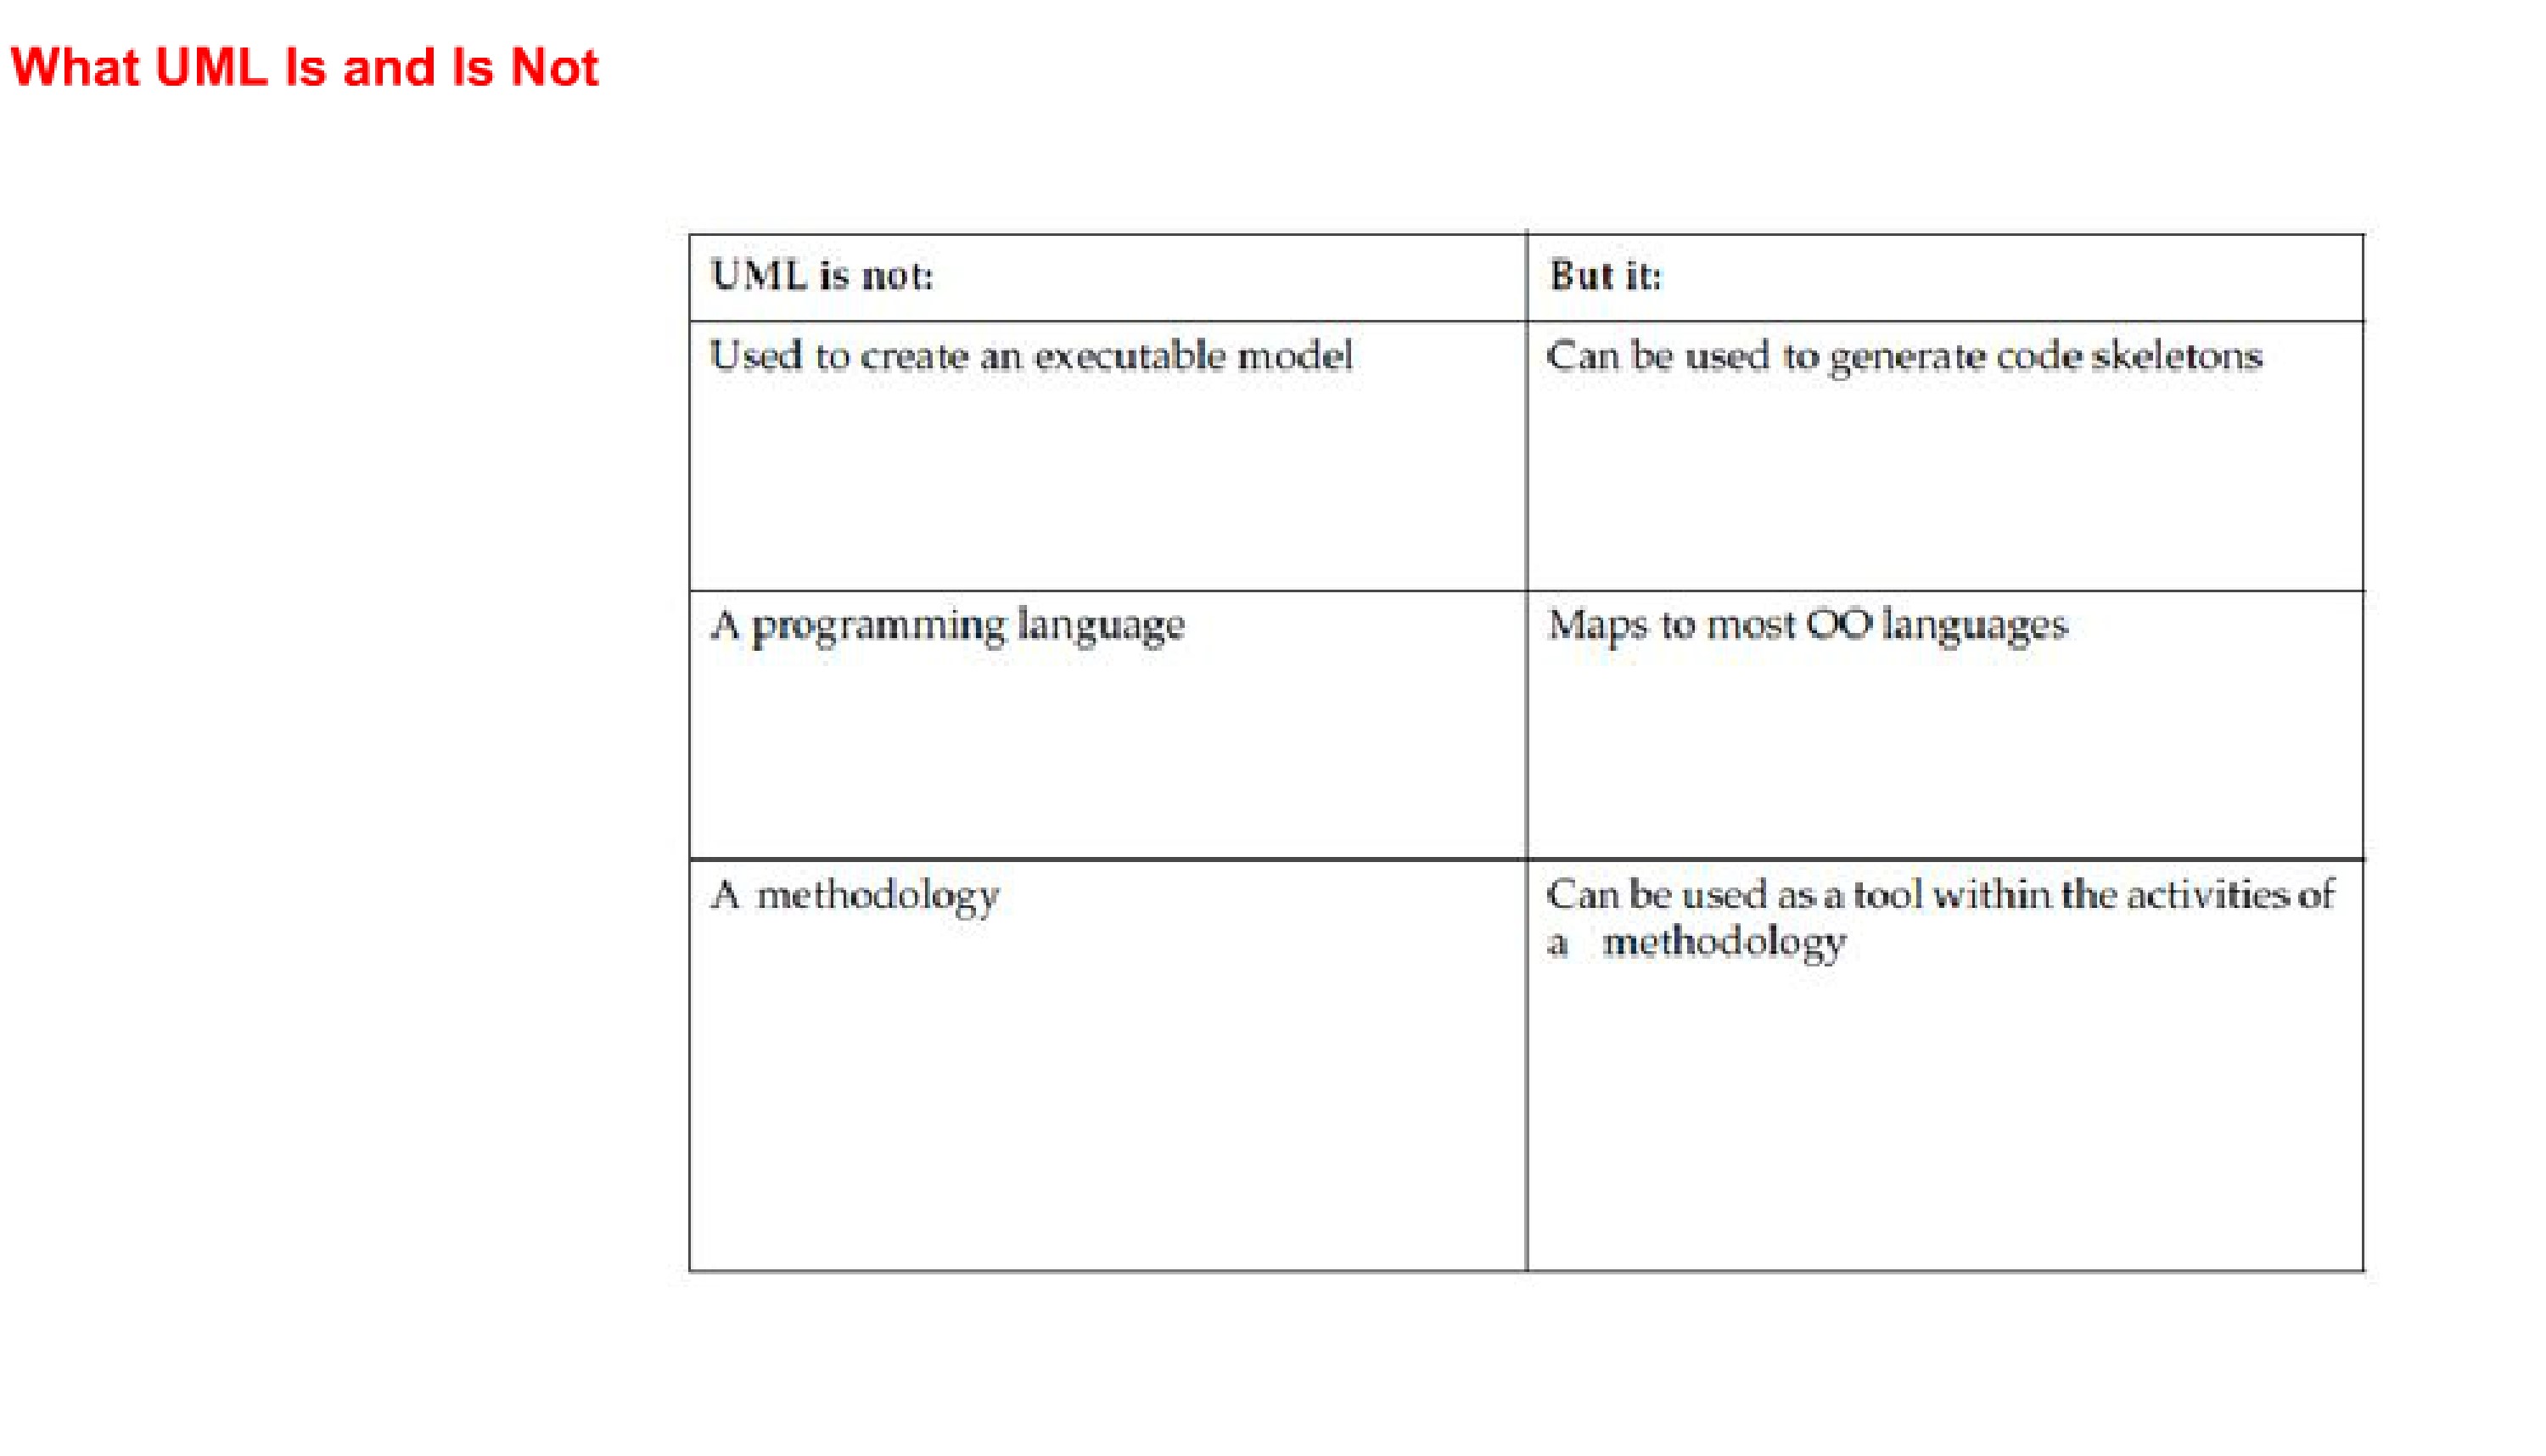 What UML Is and Is Not
UML is not:
But it:
Used to create an executable model
Can be used to generate code skeletons
A programming language
Maps to most OO languages
A methodology
Can be used as a tool within the activities of
a methodology